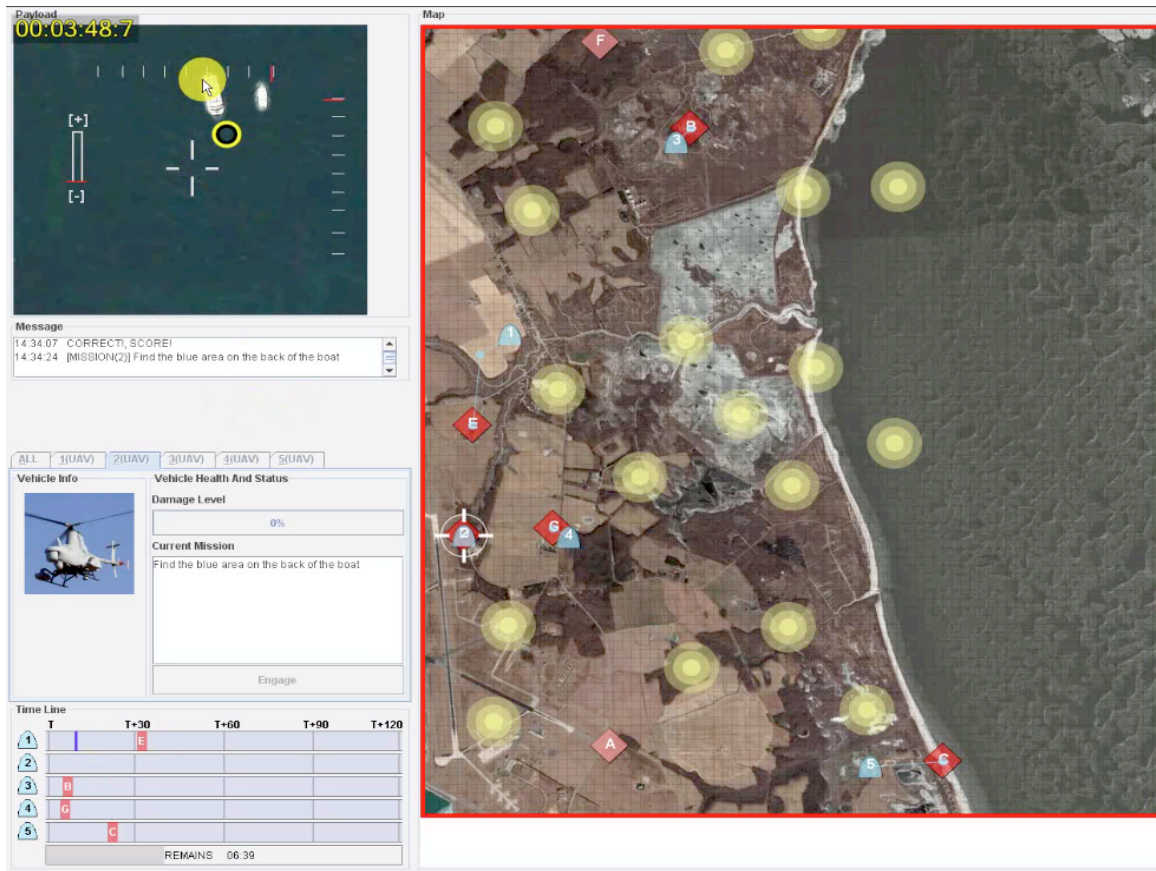 Payload
00:03:48:7
[+]
[-]
Message
14:34:07 CORRECT!, SCORE!
14:34:24 [MISSION(2)] Find the blue area on the back of the boat
ALL 1(UAV) 2(UAV) 3(UAV) 4(UAV) 5(UAV)
Vehicle Info
Vehicle Health And Status
Damage Level
0%
Current Mission
Find the blue area on the back of the boat
Engage
Time Line
T T+30 T+60 T+90 T+120
1 E
2
3 B
4 G
5 C
REMAINS 06:39
Map
F
B
3
1
E
2
G 4
A
5 C